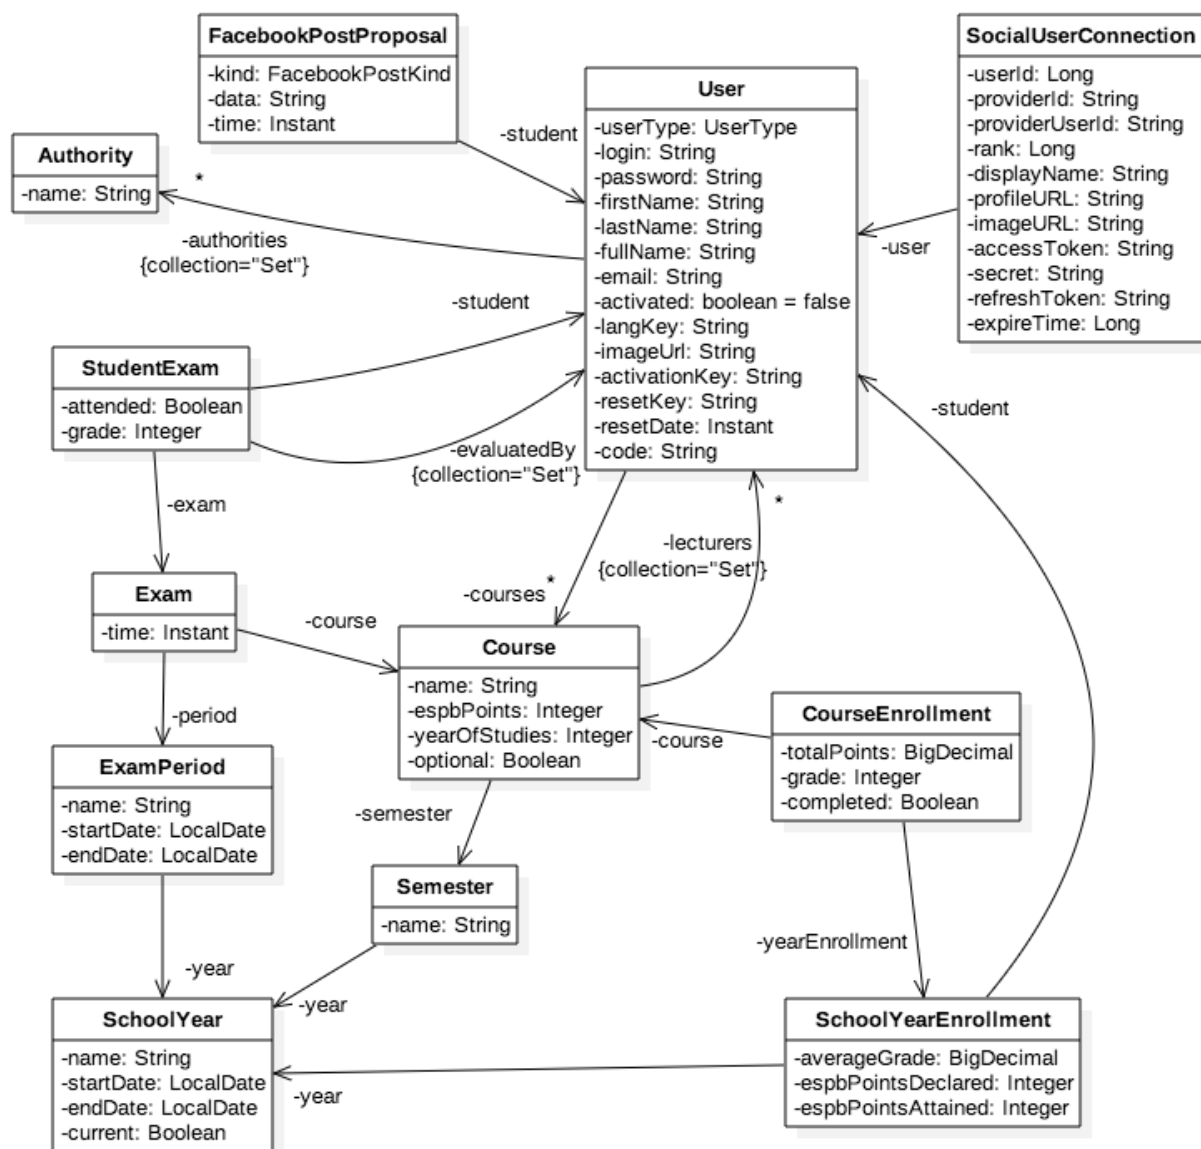 FacebookPostProposal
-kind: FacebookPostKind
-data: String
-time: Instant
SocialUserConnection
-userId: Long
-providerId: String
-providerUserId: String
-rank: Long
-displayName: String
-profileURL: String
-imageURL: String
-accessToken: String
-secret: String
-refreshToken: String
-expireTime: Long
User
-userType: UserType
-login: String
-password: String
-firstName: String
-lastName: String
-fullName: String
-email: String
-activated: boolean = false
-langKey: String
-imageUrl: String
-activationKey: String
-resetKey: String
-resetDate: Instant
-code: String
-student
Authority
-name: String
*
-authorities
{collection="Set"}
-user
-student
StudentExam
-attended: Boolean
-grade: Integer
-evaluatedBy
{collection="Set"}
-student
-exam
*
-lecturers
{collection="Set"}
*
-courses
Exam
-time: Instant
-course
Course
-name: String
-espbPoints: Integer
-yearOfStudies: Integer
-optional: Boolean
-period
-course
CourseEnrollment
-totalPoints: BigDecimal
-grade: Integer
-completed: Boolean
ExamPeriod
-name: String
-startDate: LocalDate
-endDate: LocalDate
-semester
Semester
-name: String
-yearEnrollment
-year
-year
SchoolYear
-name: String
-startDate: LocalDate
-endDate: LocalDate
-current: Boolean
-year
SchoolYearEnrollment
-averageGrade: BigDecimal
-espbPointsDeclared: Integer
-espbPointsAttained: Integer